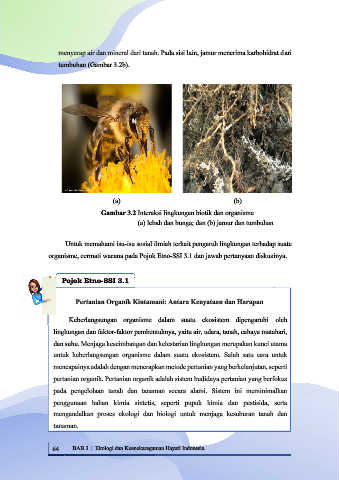 menyerap air dan mineral dari tanah. Pada sisi lain, jamur menerima karbohidrat dari
tumbuhan (Gambar 3.2b).
(a)
(b)
Gambar 3.2 Interaksi lingkungan biotik dan organisme
(a) lebah dan bunga; dan (b) jamur dan tumbuhan
Untuk memahami isu-isu sosial ilmiah terkait pengaruh lingkungan terhadap suatu
organisme, cermati wacana pada Pojok Etno-SSI 3.1 dan jawab pertanyaan diskusinya.
Pojok Etno-SSI 3.1
Pertanian Organik Kintamani: Antara Kenyataan dan Harapan
Keberlangsungan organisme dalam suatu ekosistem dipengaruhi oleh
lingkungan dan faktor-faktor pembentuknya, yaitu air, udara, tanah, cahaya matahari,
dan suhu. Menjaga keseimbangan dan kelestarian lingkungan merupakan kunci utama
untuk keberlangsungan organisme dalam suatu ekosistem. Salah satu cara untuk
mencapainya adalah dengan menerapkan metode pertanian yang berkelanjutan, seperti
pertanian organik. Pertanian organik adalah sistem budidaya pertanian yang berfokus
pada pengelolaan tanah dan tanaman secara alami. Sistem ini meminimalkan
penggunaan bahan kimia sintetis, seperti pupuk kimia dan pestisida, serta
mengandalkan proses ekologi dan biologi untuk menjaga kesuburan tanah dan
tanaman.
64 BAB 3 | Ekologi dan Keanekaragaman Hayati Indonesia